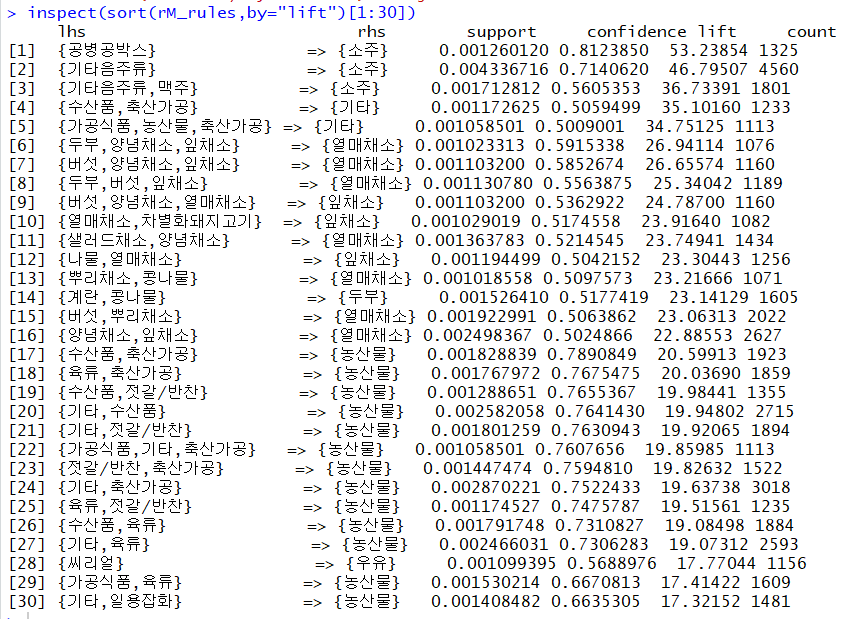 > inspect(sort(rM_rules,by="lift")[1:30])
lhs rhs support confidence lift count
[1] {공병공박스} => {소주} 0.001260120 0.8123850 53.23854 1325
[2] {기타음주류} => {소주} 0.004336716 0.7140620 46.79507 4560
[3] {기타음주류,맥주} => {소주} 0.001712812 0.5605353 36.73391 1801
[4] {수산품,축산가공} => {기타} 0.001172625 0.5059499 35.10160 1233
[5] {가공식품,농산물,축산가공} => {기타} 0.001058501 0.5009001 34.75125 1113
[6] {두부,양념채소,잎채소} => {열매채소} 0.001023313 0.5915338 26.94114 1076
[7] {버섯,양념채소,잎채소} => {열매채소} 0.001103200 0.5852674 26.65574 1160
[8] {두부,버섯,잎채소} => {열매채소} 0.001130780 0.5563875 25.34042 1189
[9] {버섯,양념채소,열매채소} => {잎채소} 0.001103200 0.5362922 24.78700 1160
[10] {열매채소,차별화돼지고기} => {잎채소} 0.001029019 0.5174558 23.91640 1082
[11] {샐러드채소,양념채소} => {열매채소} 0.001363783 0.5214545 23.74941 1434
[12] {나물,열매채소} => {잎채소} 0.001194499 0.5042152 23.30443 1256
[13] {뿌리채소,콩나물} => {열매채소} 0.001018558 0.5097573 23.21666 1071
[14] {계란,콩나물} => {두부} 0.001526410 0.5177419 23.14129 1605
[15] {버섯,뿌리채소} => {열매채소} 0.001922991 0.5063862 23.06313 2022
[16] {양념채소,잎채소} => {열매채소} 0.002498367 0.5024866 22.88553 2627
[17] {수산품,축산가공} => {농산물} 0.001828839 0.7890849 20.59913 1923
[18] {육류,축산가공} => {농산물} 0.001767972 0.7675475 20.03690 1859
[19] {수산품,젓갈/반찬} => {농산물} 0.001288651 0.7655367 19.98441 1355
[20] {기타,수산품} => {농산물} 0.002582058 0.7641430 19.94802 2715
[21] {기타,젓갈/반찬} => {농산물} 0.001801259 0.7630943 19.92065 1894
[22] {가공식품,기타,축산가공} => {농산물} 0.001058501 0.7607656 19.85985 1113
[23] {젓갈/반찬,축산가공} => {농산물} 0.001447474 0.7594810 19.82632 1522
[24] {기타,축산가공} => {농산물} 0.002870221 0.7522433 19.63738 3018
[25] {육류,젓갈/반찬} => {농산물} 0.001174527 0.7475787 19.51561 1235
[26] {수산품,육류} => {농산물} 0.001791748 0.7310827 19.08498 1884
[27] {기타,육류} => {농산물} 0.002466031 0.7306283 19.07312 2593
[28] {씨리얼} => {우유} 0.001099395 0.5688976 17.77044 1156
[29] {가공식품,육류} => {농산물} 0.001530214 0.6670813 17.41422 1609
[30] {기타,일용잡화} => {농산물} 0.001408482 0.6635305 17.32152 1481